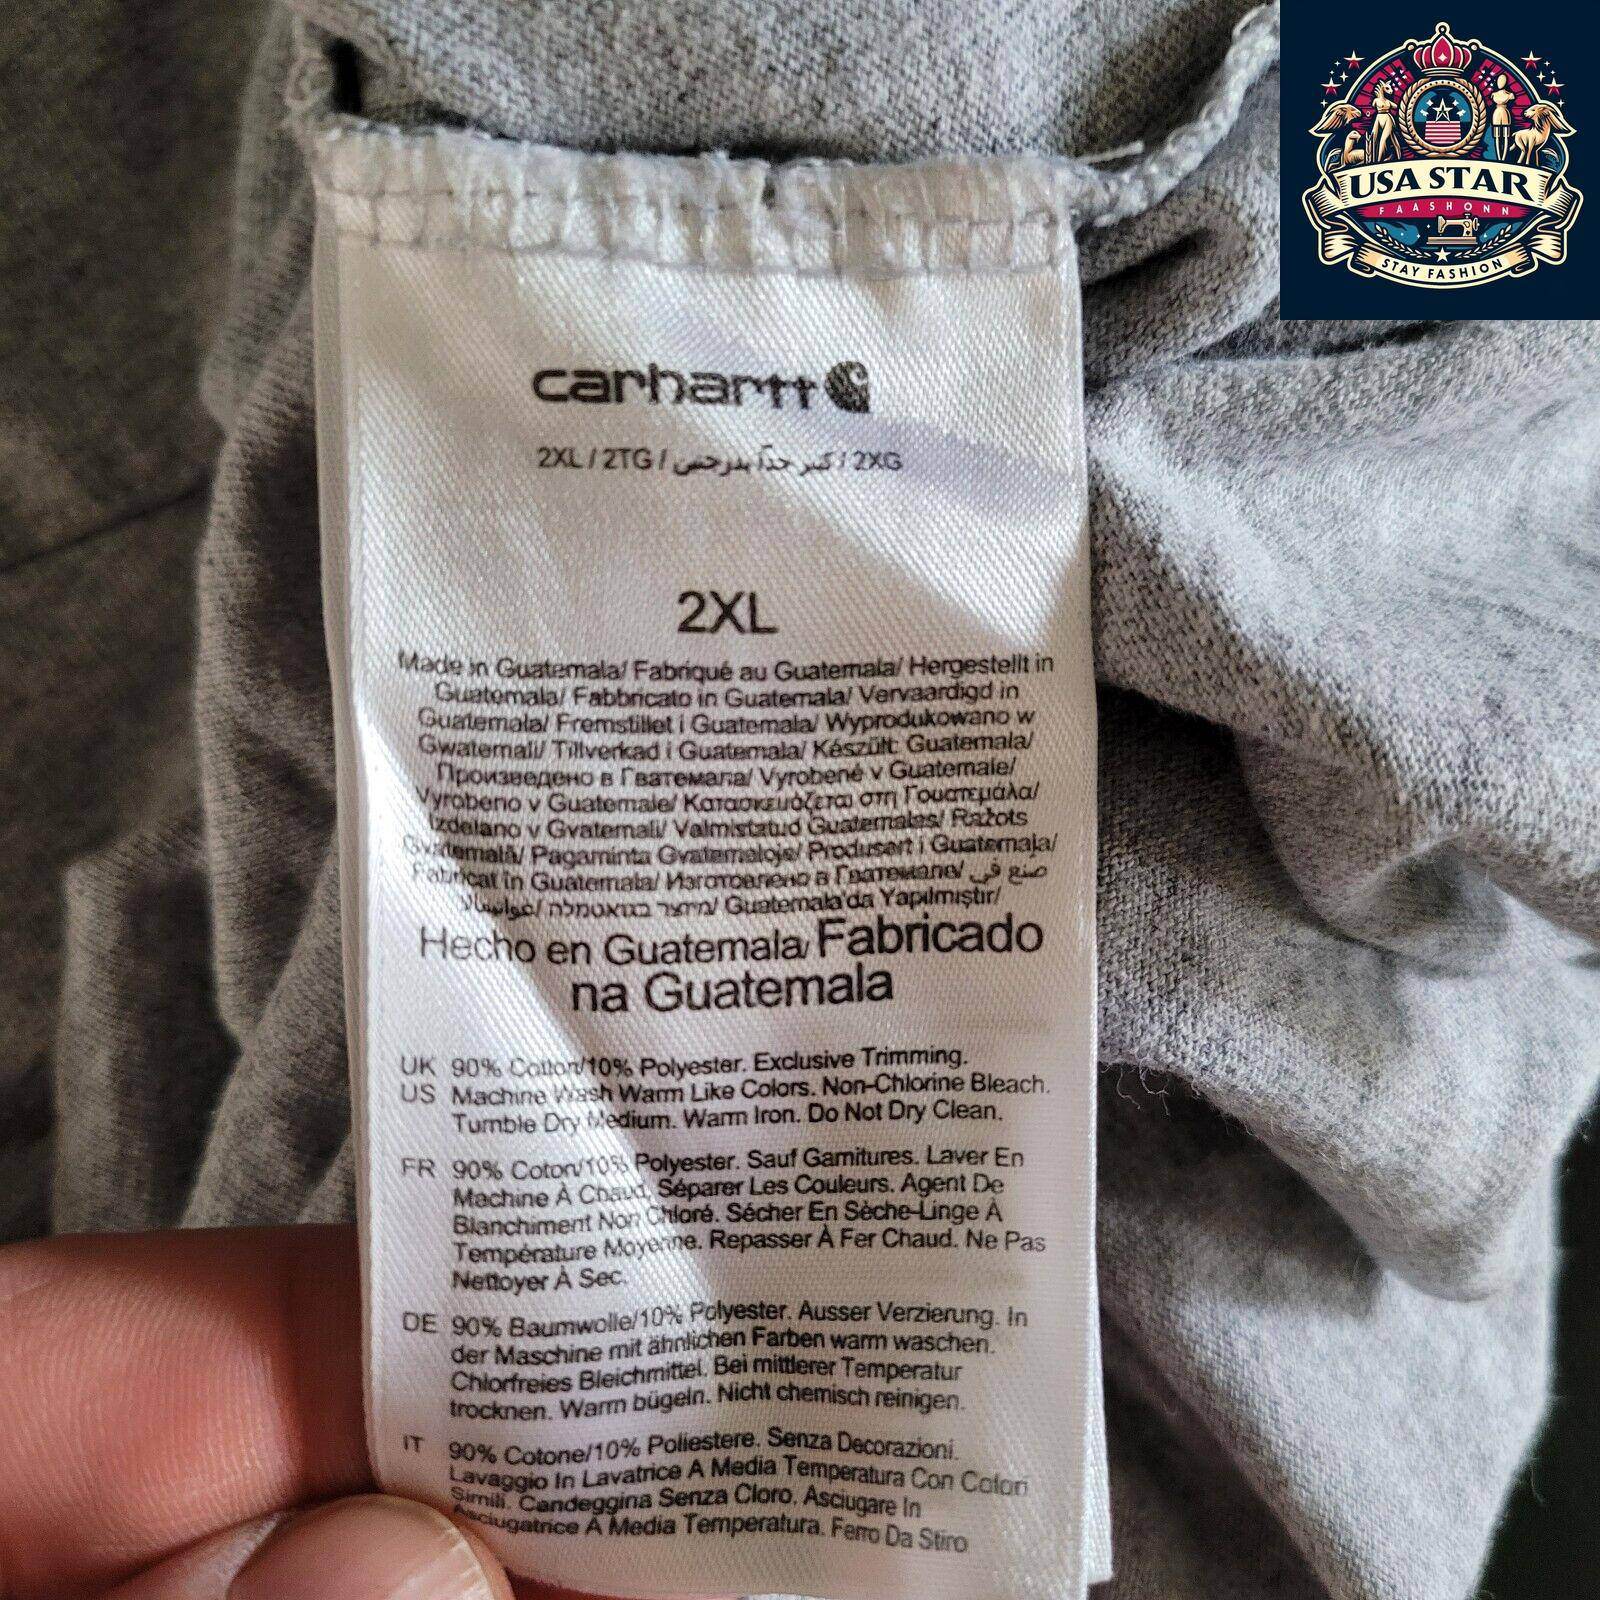 USA STAR
FAASHONN
STAY FASHION
carhartt
2XL / 2TG / كبير جداً بدرجتين / 2XG
2XL
Made in Guatemala/ Fabriqué au Guatemala/ Hergestellt in
Guatemala/ Fabbricato in Guatemala/ Vervaardigd in
Guatemala/ Fremstillet i Guatemala/ Wyprodukowano w
Gwatemali/ Tillverkad i Guatemala/ Készült: Guatemala/
Произведено в Гватемала/ Vyrobené v Guatemale/
Vyrobeno v Guatemale/ Κατασκευάζεται στη Γουατεμάλα/
Izdelano v Gvatemali/ Valmistatud Guatemalas/ Ražots
Gvatemalā/ Pagaminta Gvatemaloje/ Produsert i Guatemala/
Fabricat în Guatemala/ Изготовлено в Гватемале/ صنع في
غواتيمالا/ מיוצר בגואטמלה/ Guatemala'da Yapılmıştır/
Hecho en Guatemala/ Fabricado
na Guatemala
UK 90% Cotton/10% Polyester. Exclusive Trimming.
US Machine Wash Warm Like Colors. Non-Chlorine Bleach.
Tumble Dry Medium. Warm Iron. Do Not Dry Clean.
FR 90% Coton/10% Polyester. Sauf Garnitures. Laver En
Machine À Chaud, Séparer Les Couleurs. Agent De
Blanchiment Non Chloré. Sécher En Sèche-Linge À
Température Moyenne. Repasser À Fer Chaud. Ne Pas
Nettoyer À Sec.
DE 90% Baumwolle/10% Polyester. Ausser Verzierung. In
der Maschine mit ähnlichen Farben warm waschen.
Chlorfreies Bleichmittel. Bei mittlerer Temperatur
trocknen. Warm bügeln. Nicht chemisch reinigen.
IT 90% Cotone/10% Poliestere. Senza Decorazioni.
Lavaggio In Lavatrice A Media Temperatura Con Colori
Simili. Candeggina Senza Cloro. Asciugare In
Asciugatrice A Media Temperatura. Ferro Da Stiro